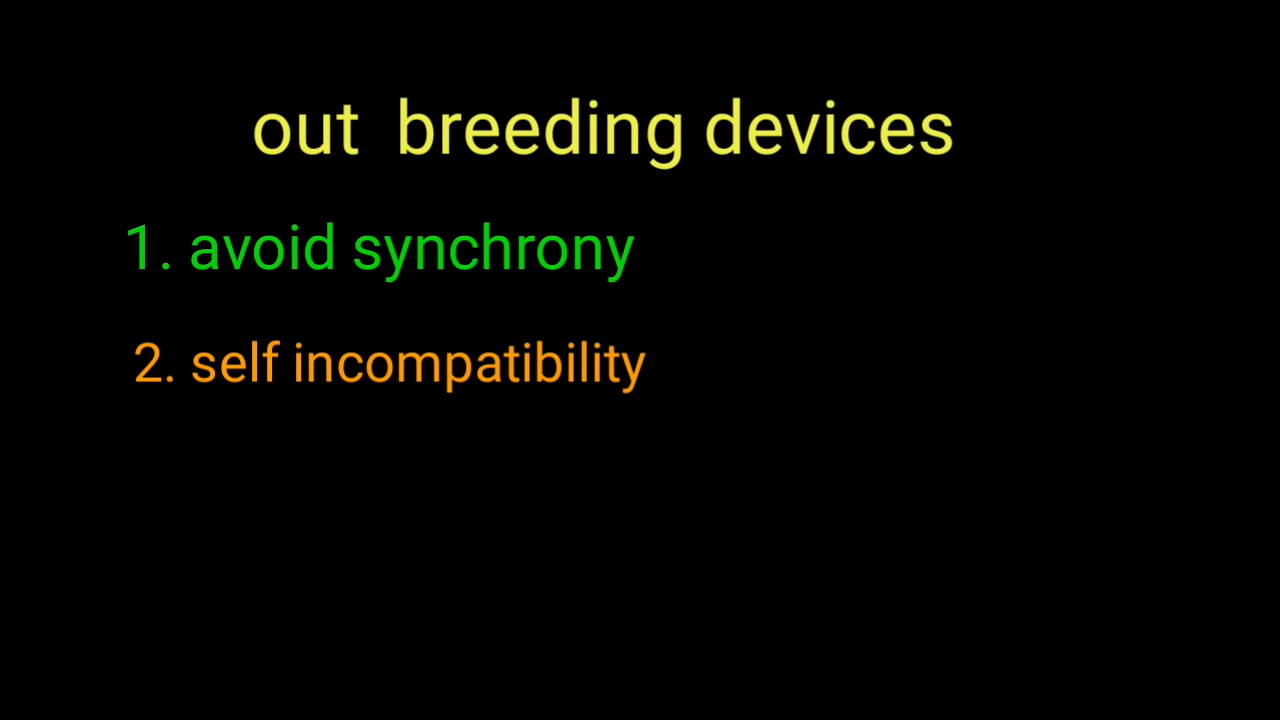 out breeding devices
1. avoid synchrony
2. self incompatibility